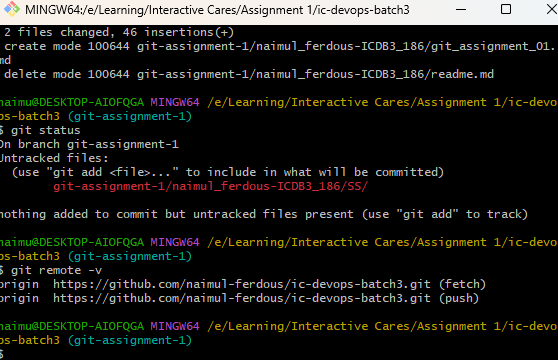 MINGW64:/e/Learning/Interactive Cares/Assignment 1/ic-devops-batch3
2 files changed, 46 insertions(+)
create mode 100644 git-assignment-1/naimul_ferdous-ICDB3_186/git_assignment_01.
md
delete mode 100644 git-assignment-1/naimul_ferdous-ICDB3_186/readme.md
naimu@DESKTOP-AIOFQGA MINGW64 /e/Learning/Interactive Cares/Assignment 1/ic-devo
ps-batch3 (git-assignment-1)
$ git status
On branch git-assignment-1
Untracked files:
(use "git add <file>..." to include in what will be committed)
git-assignment-1/naimul_ferdous-ICDB3_186/SS/
nothing added to commit but untracked files present (use "git add" to track)
naimu@DESKTOP-AIOFQGA MINGW64 /e/Learning/Interactive Cares/Assignment 1/ic-devo
ps-batch3 (git-assignment-1)
$ git remote -v
origin  https://github.com/naimul-ferdous/ic-devops-batch3.git (fetch)
origin  https://github.com/naimul-ferdous/ic-devops-batch3.git (push)
naimu@DESKTOP-AIOFQGA MINGW64 /e/Learning/Interactive Cares/Assignment 1/ic-devo
ps-batch3 (git-assignment-1)
$